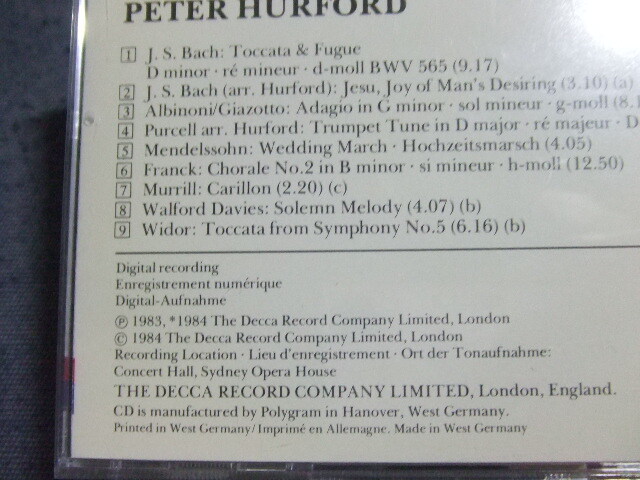 PETER HURFORD
1 J. S. Bach: Toccata & Fugue
D minor · ré mineur · d-moll BWV 565 (9.17)
2 J. S. Bach (arr. Hurford): Jesu, Joy of Man's Desiring (3.10) (a)
3 Albinoni/Giazotto: Adagio in G minor · sol mineur · g-moll (8.1
4 Purcell arr. Hurford: Trumpet Tune in D major · ré majeur · D
5 Mendelssohn: Wedding March · Hochzeitsmarsch (4.05)
6 Franck: Chorale No.2 in B minor · si mineur · h-moll (12.50)
7 Murrill: Carillon (2.20) (c)
8 Walford Davies: Solemn Melody (4.07) (b)
9 Widor: Toccata from Symphony No.5 (6.16) (b)
Digital recording
Enregistrement numérique
Digital-Aufnahme
Ⓟ 1983, *1984 The Decca Record Company Limited, London
© 1984 The Decca Record Company Limited, London
Recording Location · Lieu d'enregistrement · Ort der Tonaufnahme:
Concert Hall, Sydney Opera House
THE DECCA RECORD COMPANY LIMITED, London, England.
CD is manufactured by Polygram in Hanover, West Germany.
Printed in West Germany/Imprimé en Allemagne. Made in West Germany